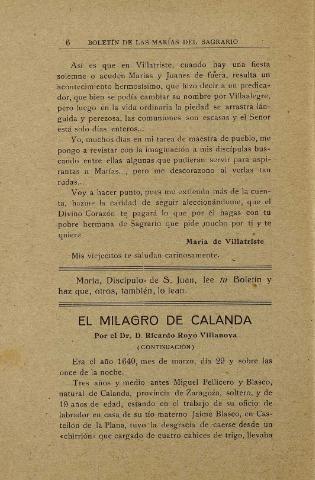 6 BOLETÍN DE LAS MARÍAS DEL SAGRARIO
Así es que en Villatriste, cuando hay una fiesta
solemne o acuden Marías y Juanes de fuera, resulta un
acontecimiento hermosísimo, que hizo decir a un predica-
dor, que bien se podía cambiar su nombre por Villaalegre,
pero luego en la vida ordinaria la piedad se arrastra lán-
guida y perezosa, las comuniones son escasas y el Señor
está solo días enteros...
Yo, muchos días en mi tarea de maestra de pueblo, me
pongo a revistar con la imaginación a mis discípulas bus-
cando entre ellas algunas que pudieran servir para aspi-
rantas a Marías..., pero me descorazono al verlas tan
rudas...
Voy a hacer punto, pues me extiendo más de la cuen-
ta, hazme la caridad de seguir aleccionándome, que el
Divino Corazón te pagará lo que por él hagas con tu
pobre hermana de Sagrario que pide mucho por ti y te
quiere
María de Villatriste
Mis viejecitos te saludan cariñosamente.
María, Discípulo de S. Juan, lee tu Boletín y
haz que, otros, también, lo lean.
EL MILAGRO DE CALANDA
Por el Dr. D. Ricardo Royo Villanova
(CONTINUACIÓN)
Era el año 1640, mes de marzo, día 29 y sobre las
once de la noche.
Tres años y medio antes Miguel Pellicero y Blasco,
natural de Calanda, provincia de Zaragoza, soltero, y de
19 años de edad, estando en el trabajo de su oficio de
labrador en casa de su tío materno Jaime Blasco, en Cas-
tellón de la Plana, tuvo la desgracia de caerse desde un
«chirrión» que cargado de cuatro cahices de trigo, llevaba